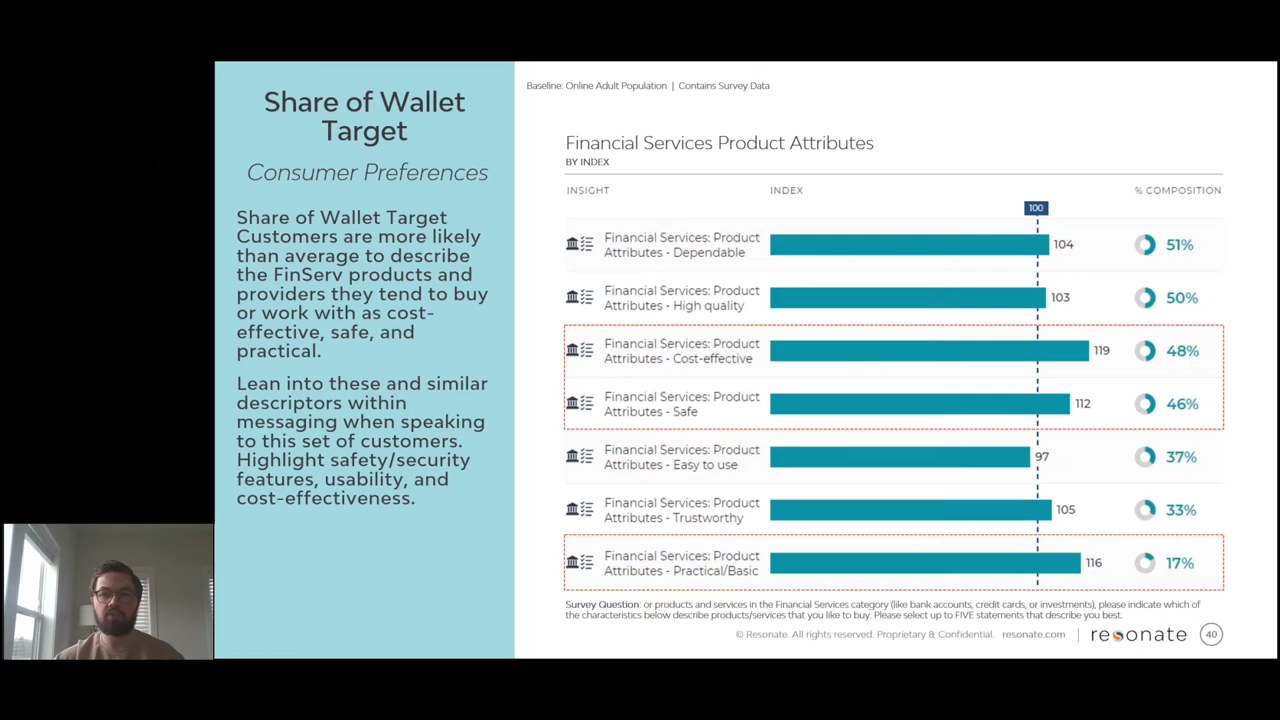 Share of Wallet
Target
Consumer Preferences
Share of Wallet Target
Customers are more likely
than average to describe
the FinServ products and
providers they tend to buy
or work with as cost-
effective, safe, and
practical.
Lean into these and similar
descriptors within
messaging when speaking
to this set of customers.
Highlight safety/security
features, usability, and
cost-effectiveness.
Baseline: Online Adult Population | Contains Survey Data
Financial Services Product Attributes
BY INDEX
INSIGHT INDEX % COMPOSITION
100
Financial Services: Product
Attributes - Dependable
104 51%
Financial Services: Product
Attributes - High quality
103 50%
Financial Services: Product
Attributes - Cost-effective
119 48%
Financial Services: Product
Attributes - Safe
112 46%
Financial Services: Product
Attributes - Easy to use
97 37%
Financial Services: Product
Attributes - Trustworthy
105 33%
Financial Services: Product
Attributes - Practical/Basic
116 17%
Survey Question: or products and services in the Financial Services category (like bank accounts, credit cards, or investments), please indicate which of
the characteristics below describe products/services that you like to buy. Please select up to FIVE statements that describe you best.
© Resonate. All rights reserved. Proprietary & Confidential resonate.com | resonate 40